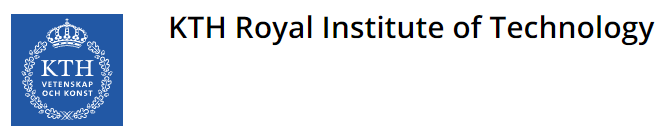 KTH Royal Institute of Technology
KTH
VETENSKAP
OCH KONST